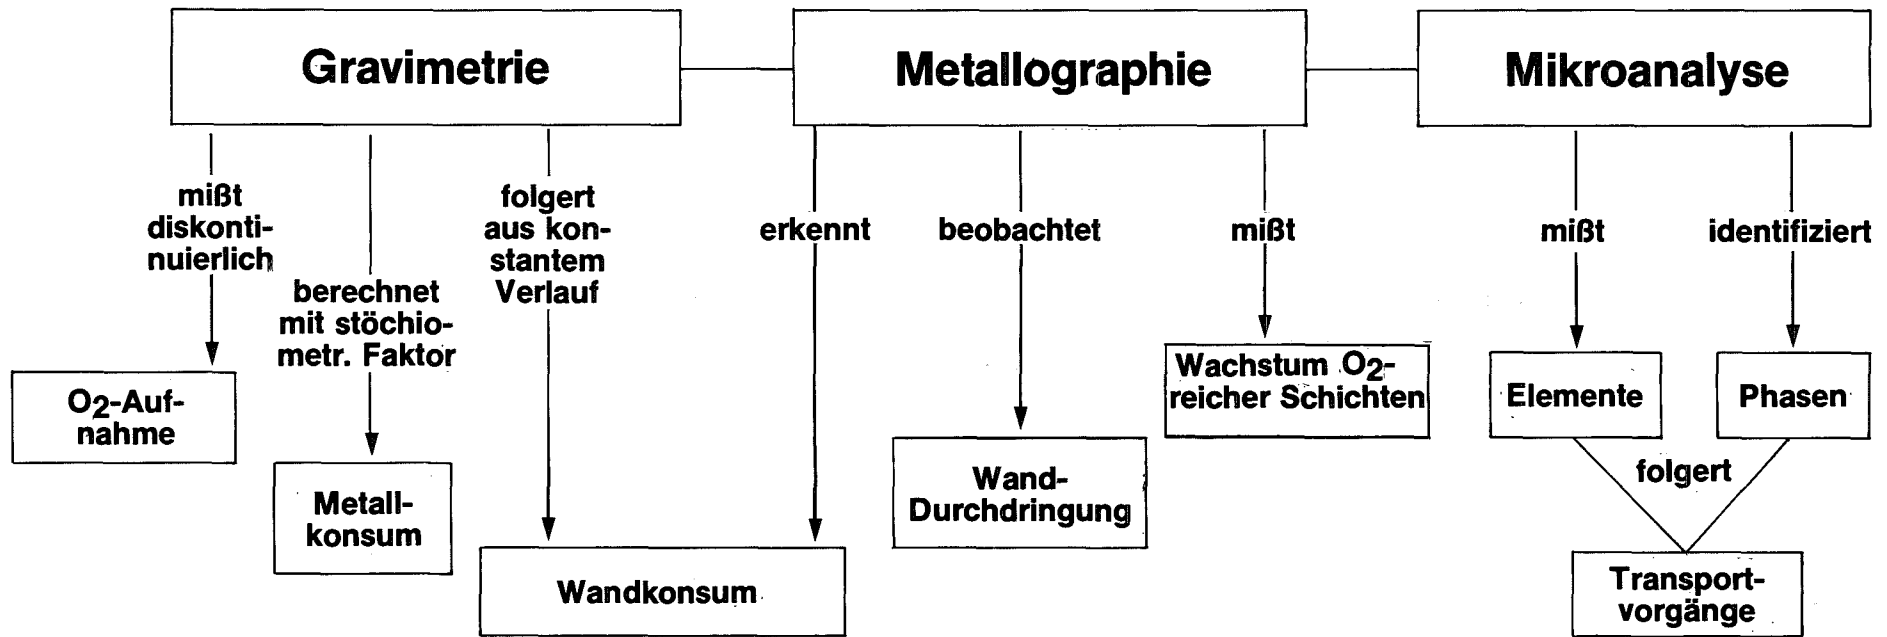 Gravimetrie
Metallographie
Mikroanalyse
mißt
diskonti-
nuierlich
berechnet
mit stöchio-
metr. Faktor
folgert
aus kon-
stantem
Verlauf
erkennt
beobachtet
mißt
mißt
identifiziert
O2-Auf-
nahme
Metall-
konsum
Wandkonsum
Wand-
Durchdringung
Wachstum O2-
reicher Schichten
Elemente
Phasen
folgert
Transport-
vorgänge